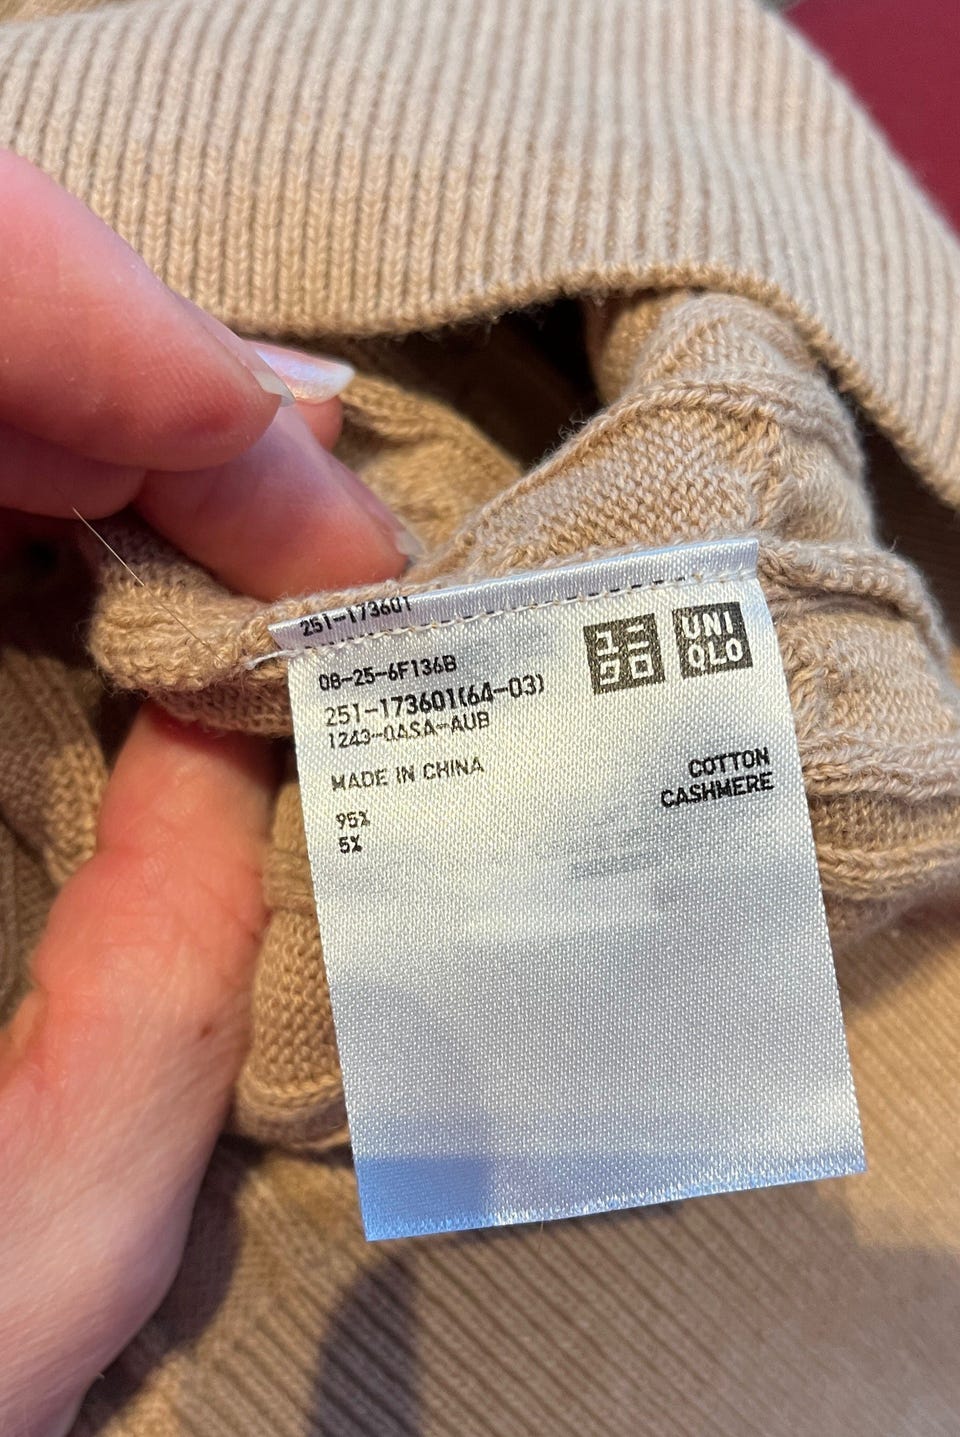 251-173601
08-25-6F136B
251-173601(64-03)
1243-0ASA-AUB
ユニ
クロ
UNI
QLO
MADE IN CHINA
95%
COTTON
5%
CASHMERE